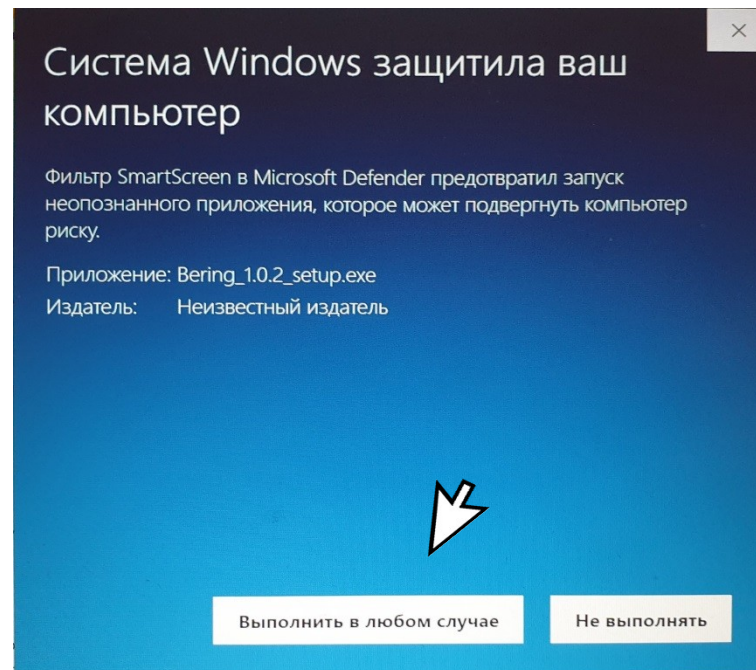 Система Windows защитила ваш
компьютер
Фильтр SmartScreen в Microsoft Defender предотвратил запуск
неопознанного приложения, которое может подвергнуть компьютер
риску.
Приложение: Bering_1.0.2_setup.exe
Издатель: Неизвестный издатель
Выполнить в любом случае
Не выполнять